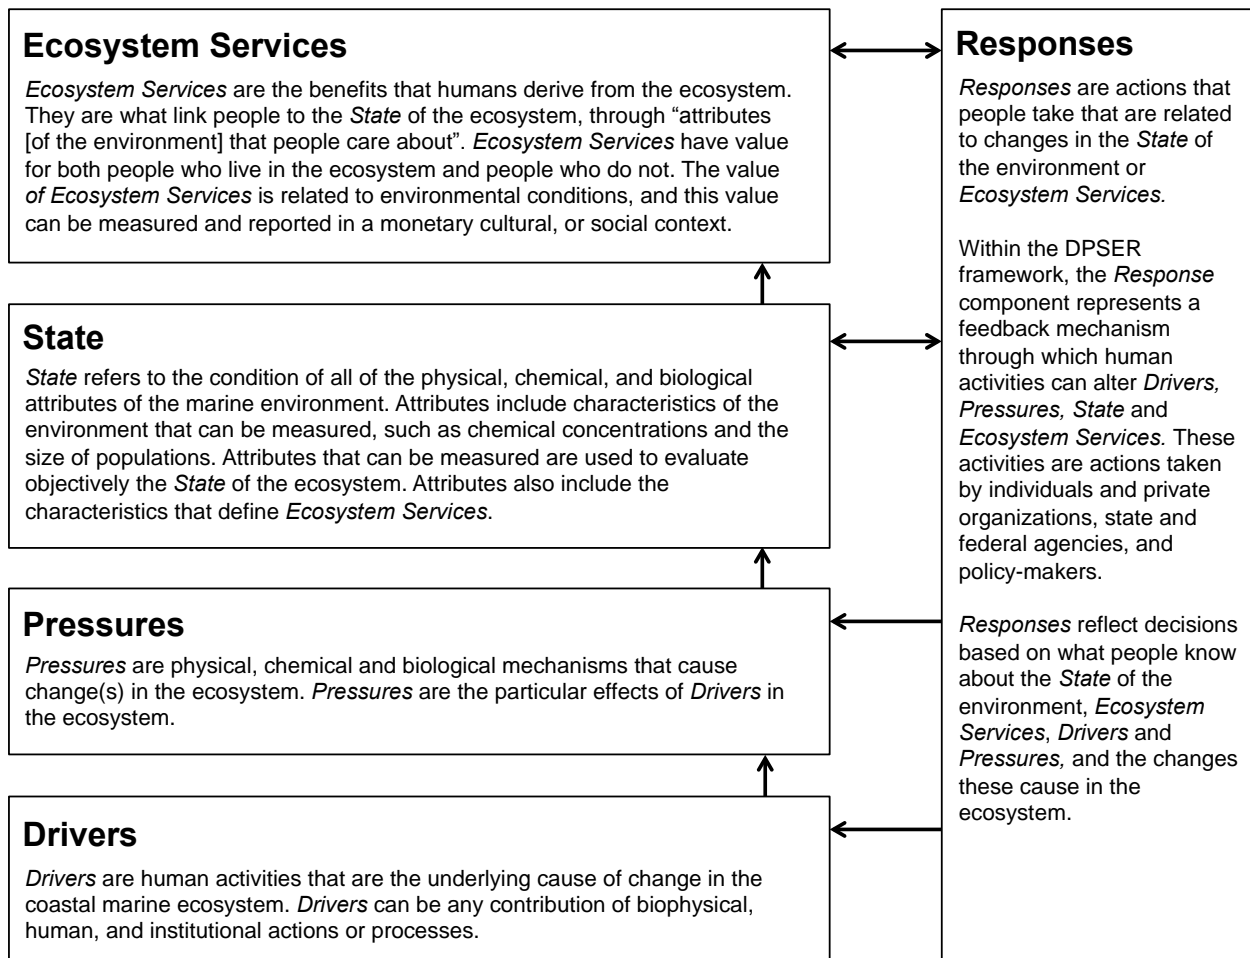 Ecosystem Services
Ecosystem Services are the benefits that humans derive from the ecosystem.
They are what link people to the State of the ecosystem, through “attributes
[of the environment] that people care about”. Ecosystem Services have value
for both people who live in the ecosystem and people who do not. The value
of Ecosystem Services is related to environmental conditions, and this value
can be measured and reported in a monetary cultural, or social context.
State
State refers to the condition of all of the physical, chemical, and biological
attributes of the marine environment. Attributes include characteristics of the
environment that can be measured, such as chemical concentrations and the
size of populations. Attributes that can be measured are used to evaluate
objectively the State of the ecosystem. Attributes also include the
characteristics that define Ecosystem Services.
Pressures
Pressures are physical, chemical and biological mechanisms that cause
change(s) in the ecosystem. Pressures are the particular effects of Drivers in
the ecosystem.
Drivers
Drivers are human activities that are the underlying cause of change in the
coastal marine ecosystem. Drivers can be any contribution of biophysical,
human, and institutional actions or processes.
Responses
Responses are actions that
people take that are related
to changes in the State of
the environment or
Ecosystem Services.
Within the DPSER
framework, the Response
component represents a
feedback mechanism
through which human
activities can alter Drivers,
Pressures, State and
Ecosystem Services. These
activities are actions taken
by individuals and private
organizations, state and
federal agencies, and
policy-makers.
Responses reflect decisions
based on what people know
about the State of the
environment, Ecosystem
Services, Drivers and
Pressures, and the changes
these cause in the
ecosystem.